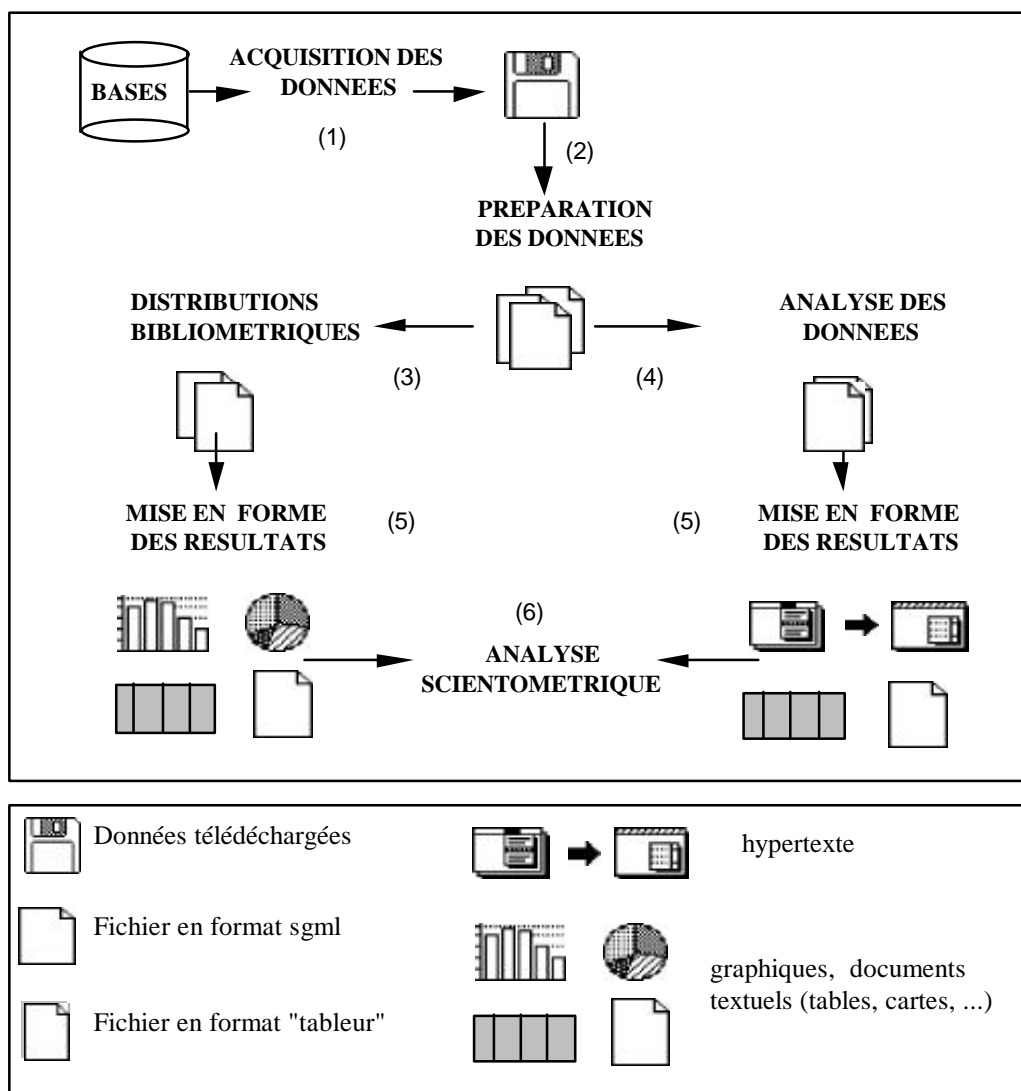 ACQUISITION DES
DONNEES
BASES
(1)
(2)
PREPARATION
DES DONNEES
DISTRIBUTIONS
BIBLIOMETRIQUES
ANALYSE DES
DONNEES
(3)
(4)
MISE EN FORME
DES RESULTATS
(5)
(5)
MISE EN FORME
DES RESULTATS
(6)
ANALYSE
SCIENTOMETRIQUE
Données télédéchargées
hypertexte
Fichier en format sgml
graphiques, documents
textuels (tables, cartes, ...)
Fichier en format "tableur"